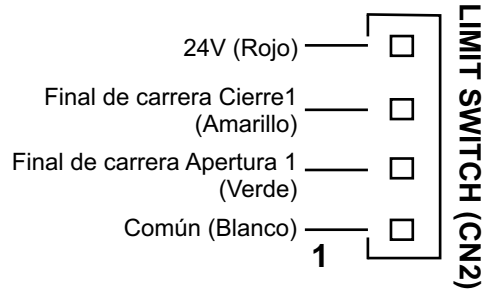 24V (Rojo)
Final de carrera Cierre1
(Amarillo)
Final de carrera Apertura 1
(Verde)
Común (Blanco)
1
LIMIT SWITCH (CN2)